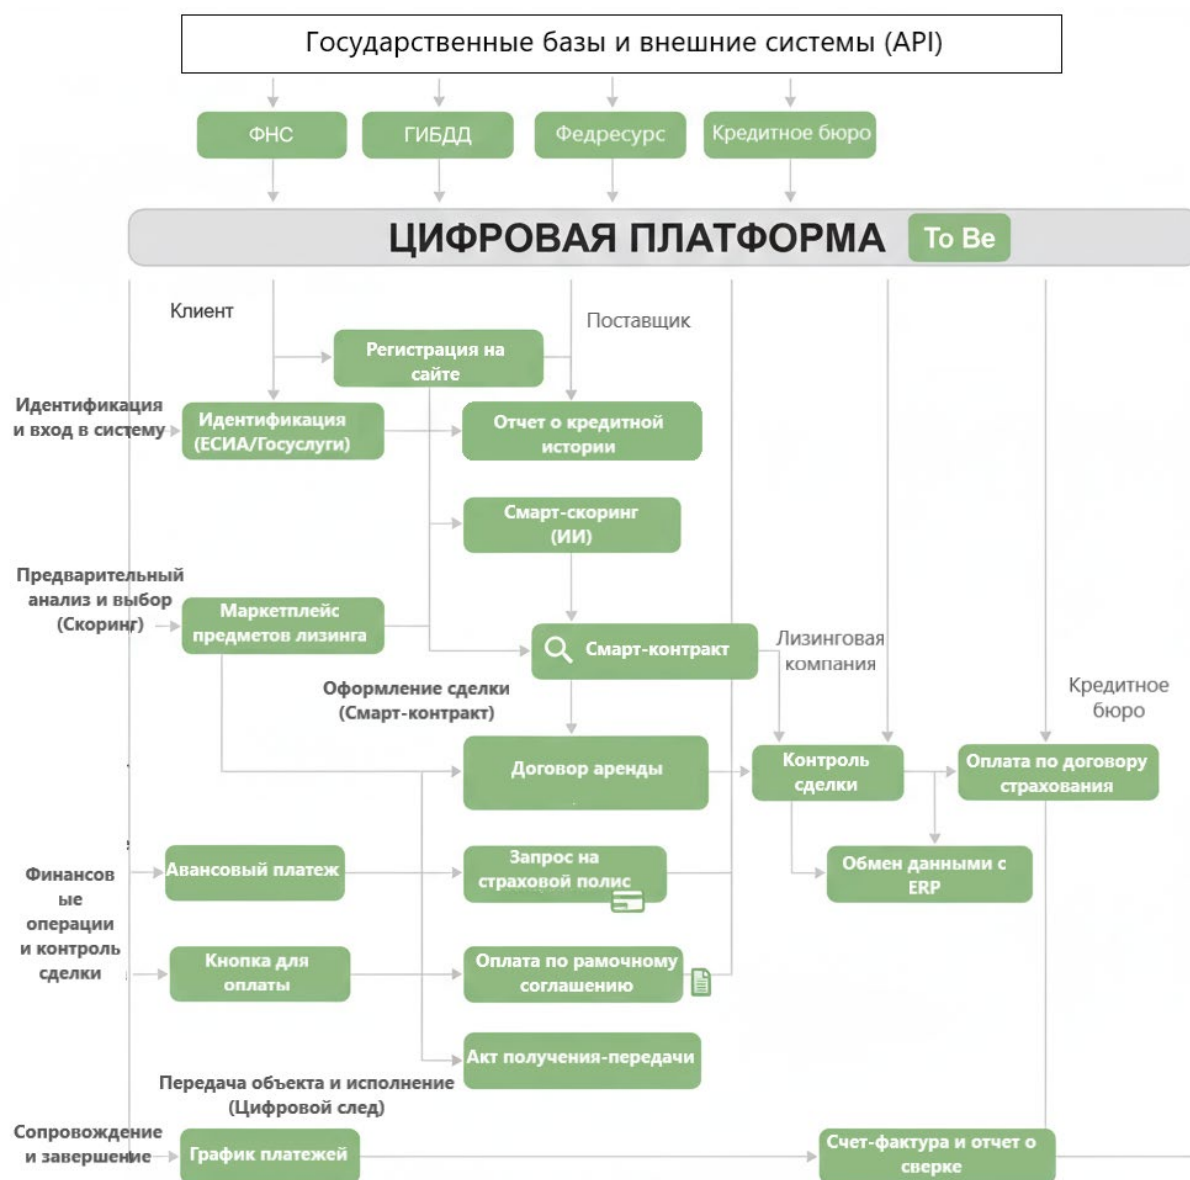 Государственные базы и внешние системы (API)
ФНС
ГИБДД
Федресурс
Кредитное бюро
ЦИФРОВАЯ ПЛАТФОРМА
To Be
Клиент
Поставщик
Регистрация на
сайте
Идентификация
и вход в систему
Идентификация
(ЕСИА/Госуслуги)
Отчет о кредитной
истории
Смарт-скоринг
(ИИ)
Предварительный
анализ и выбор
(Скоринг)
Маркетплейс
предметов лизинга
Смарт-контракт
Лизинговая
компания
Оформление сделки
(Смарт-контракт)
Кредитное
бюро
Договор аренды
Контроль
сделки
Оплата по договору
страхования
Финансов
ые
операции
и контроль
сделки
Авансовый платеж
Запрос на
страховой полис
Обмен данными с
ERP
Кнопка для
оплаты
Оплата по рамочному
соглашению
Акт получения-передачи
Передача объекта и исполнение
(Цифровой след)
Сопровождение
и завершение
График платежей
Счет-фактура и отчет о
сверке